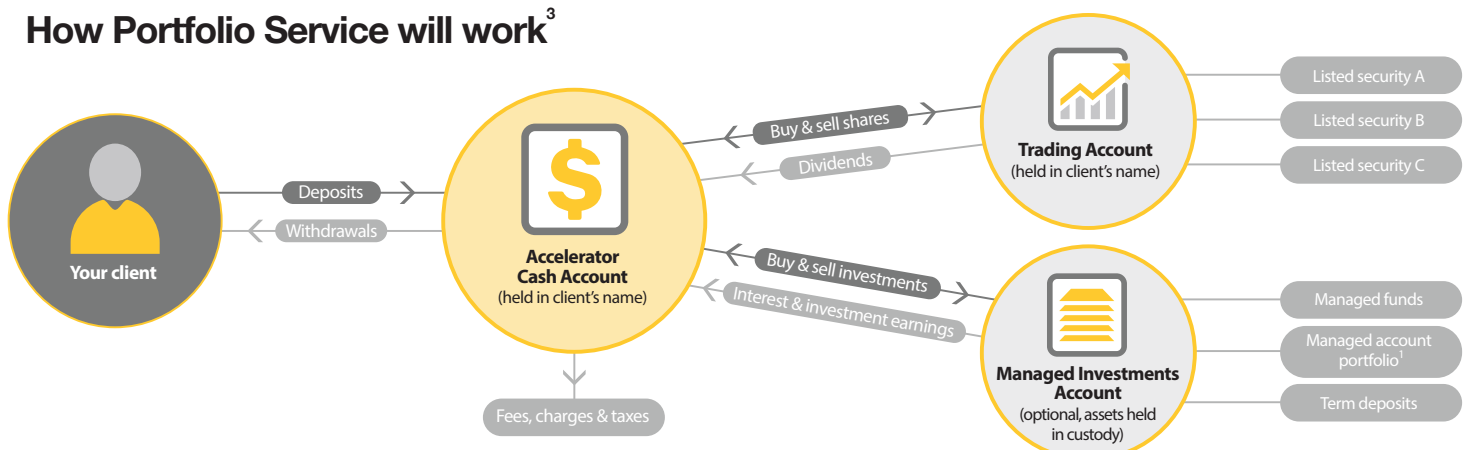 How Portfolio Service will work³
Your client
Deposits
Withdrawals
$
Accelerator
Cash Account
(held in client's name)
Fees, charges & taxes
Buy & sell shares
Dividends
Trading Account
(held in client's name)
Listed security A
Listed security B
Listed security C
Buy & sell investments
Interest & investment earnings
Managed Investments
Account
(optional, assets held
in custody)
Managed funds
Managed account
portfolio¹
Term deposits